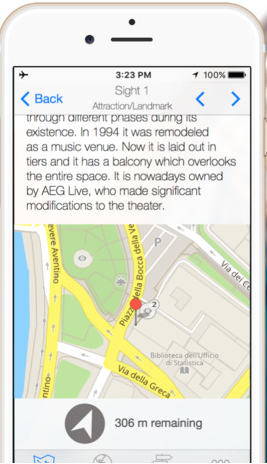 3:23 PM
100%
Back
Sight 1
Attraction/Landmark
through different phases during its
existence. In 1994 it was remodeled
as a music venue. Now it is laid out in
tiers and it has a balcony which overlooks
the entire space. It is nowadays owned
by AEG Live, who made significant
modifications to the theater.
evere Aventino
Piazza della Bocca della Ve
P
Via dei C
2
Biblioteca dell'Ufficio
di Statistica
Via della Greca
ntino
306 m remaining